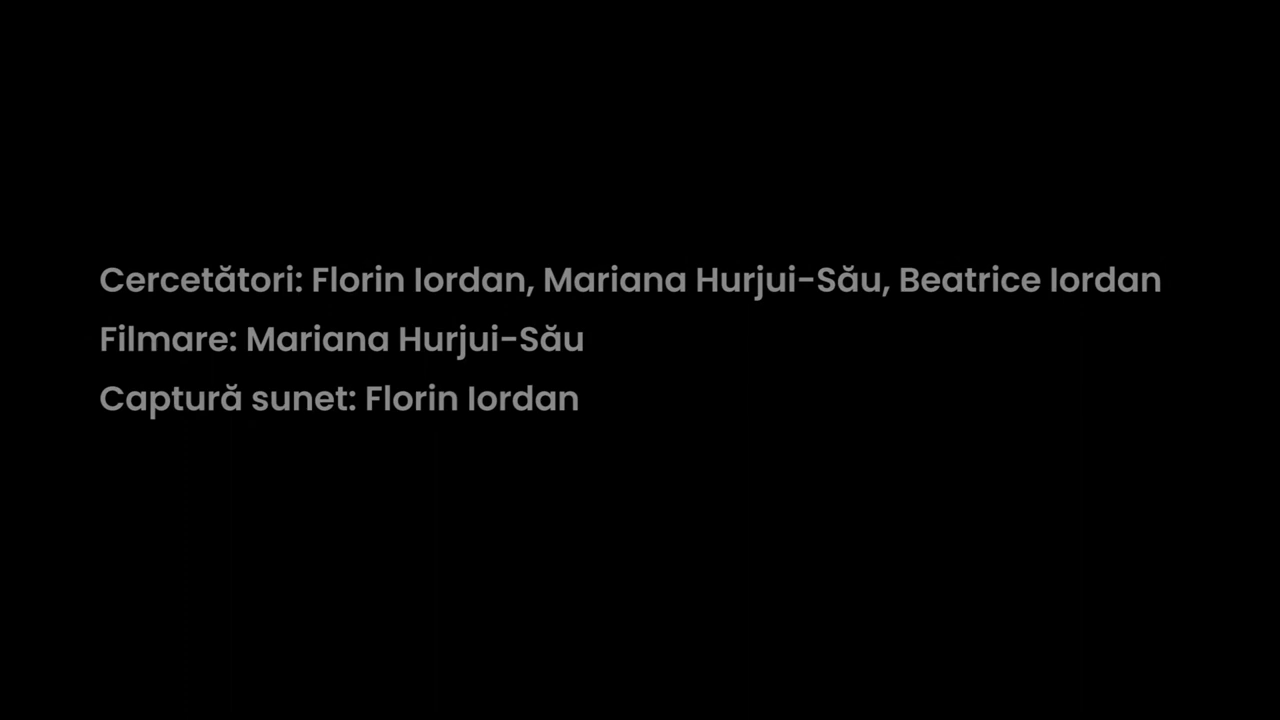 Cercetători: Florin Iordan, Mariana Hurjui-Său, Beatrice Iordan
Filmare: Mariana Hurjui-Său
Captură sunet: Florin Iordan